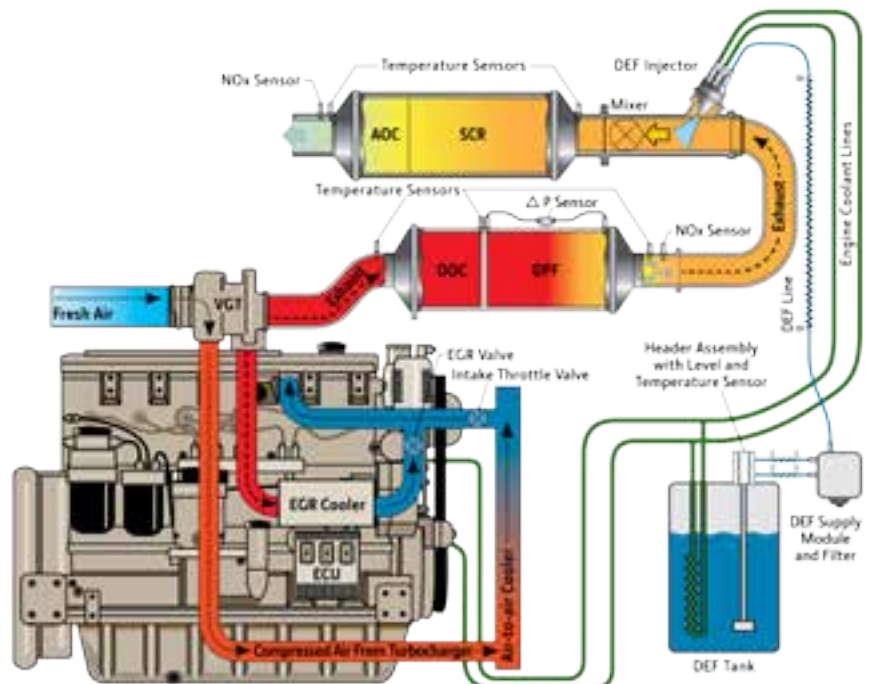 NOx Sensor
Temperature Sensors
DEF Injector
Mixer
AOC
SCR
Temperature Sensors
△ P Sensor
NOx Sensor
DOC
DPF
Exhaust
Exhaust
Engine Coolant Lines
DEF Line
Fresh Air
VGT
EGR Valve
Intake Throttle Valve
Header Assembly
with Level and
Temperature Sensor
EGR Cooler
ECU
Air-to-air Cooler
Compressed Air From Turbocharger
DEF Supply
Module
and Filter
DEF Tank